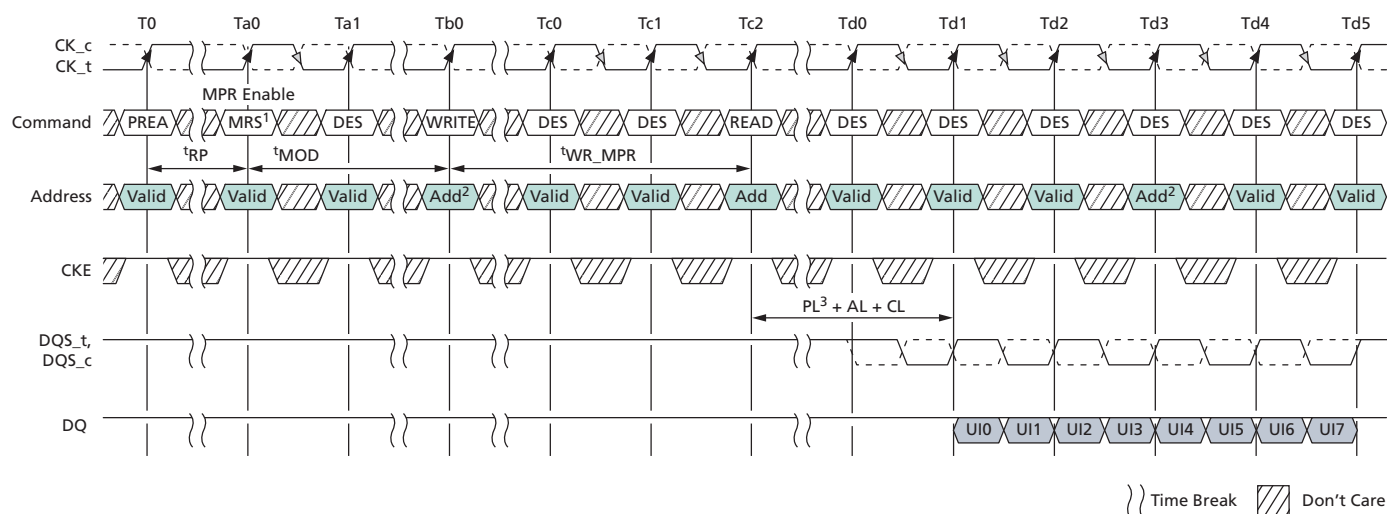 T0 Ta0 Ta1 Tb0 Tc0 Tc1 Tc2 Td0 Td1 Td2 Td3 Td4 Td5
CK_c
CK_t
MPR Enable
Command PREA MRS1 DES WRITE DES DES READ DES DES DES DES DES DES
tRP tMOD tWR_MPR
Address Valid Valid Valid Add2 Valid Valid Add Valid Valid Valid Add2 Valid Valid
CKE
PL3 + AL + CL
DQS_t,
DQS_c
DQ UI0 UI1 UI2 UI3 UI4 UI5 UI6 UI7
Time Break Don't Care